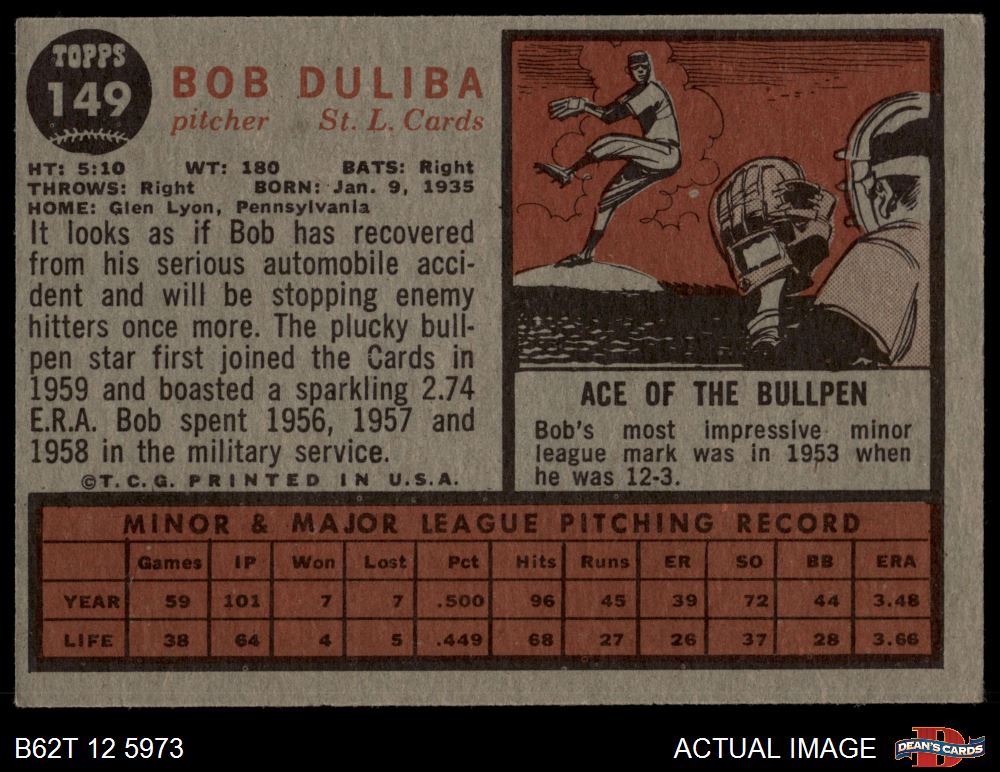 TOPPS
149
BOB DULIBA
pitcher St. L. Cards
HT: 5:10 WT: 180 BATS: Right
THROWS: Right BORN: Jan. 9, 1935
HOME: Glen Lyon, Pennsylvania
It looks as if Bob has recovered
from his serious automobile acci-
dent and will be stopping enemy
hitters once more. The plucky bull-
pen star first joined the Cards in
1959 and boasted a sparkling 2.74
E.R.A. Bob spent 1956, 1957 and
1958 in the military service.
©T.C.G. PRINTED IN U.S.A.
ACE OF THE BULLPEN
Bob's most impressive minor
league mark was in 1953 when
he was 12-3.
MINOR & MAJOR LEAGUE PITCHING RECORD
Games IP Won Lost Pct Hits Runs ER SO BB ERA
YEAR 59 101 7 7 .500 96 45 39 72 44 3.48
LIFE 38 64 4 5 .449 68 27 26 37 28 3.66
B62T 12 5973
ACTUAL IMAGE
D
DEAN'S CARDS